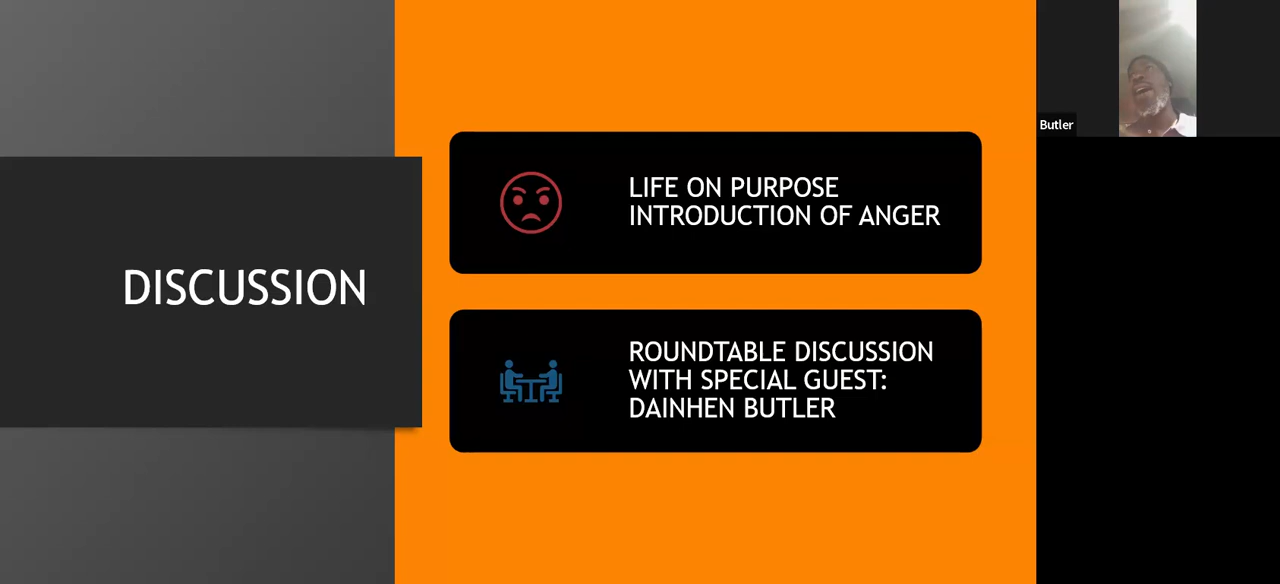 DISCUSSION
LIFE ON PURPOSE
INTRODUCTION OF ANGER
ROUNDTABLE DISCUSSION
WITH SPECIAL GUEST:
DAINHEN BUTLER
Butler